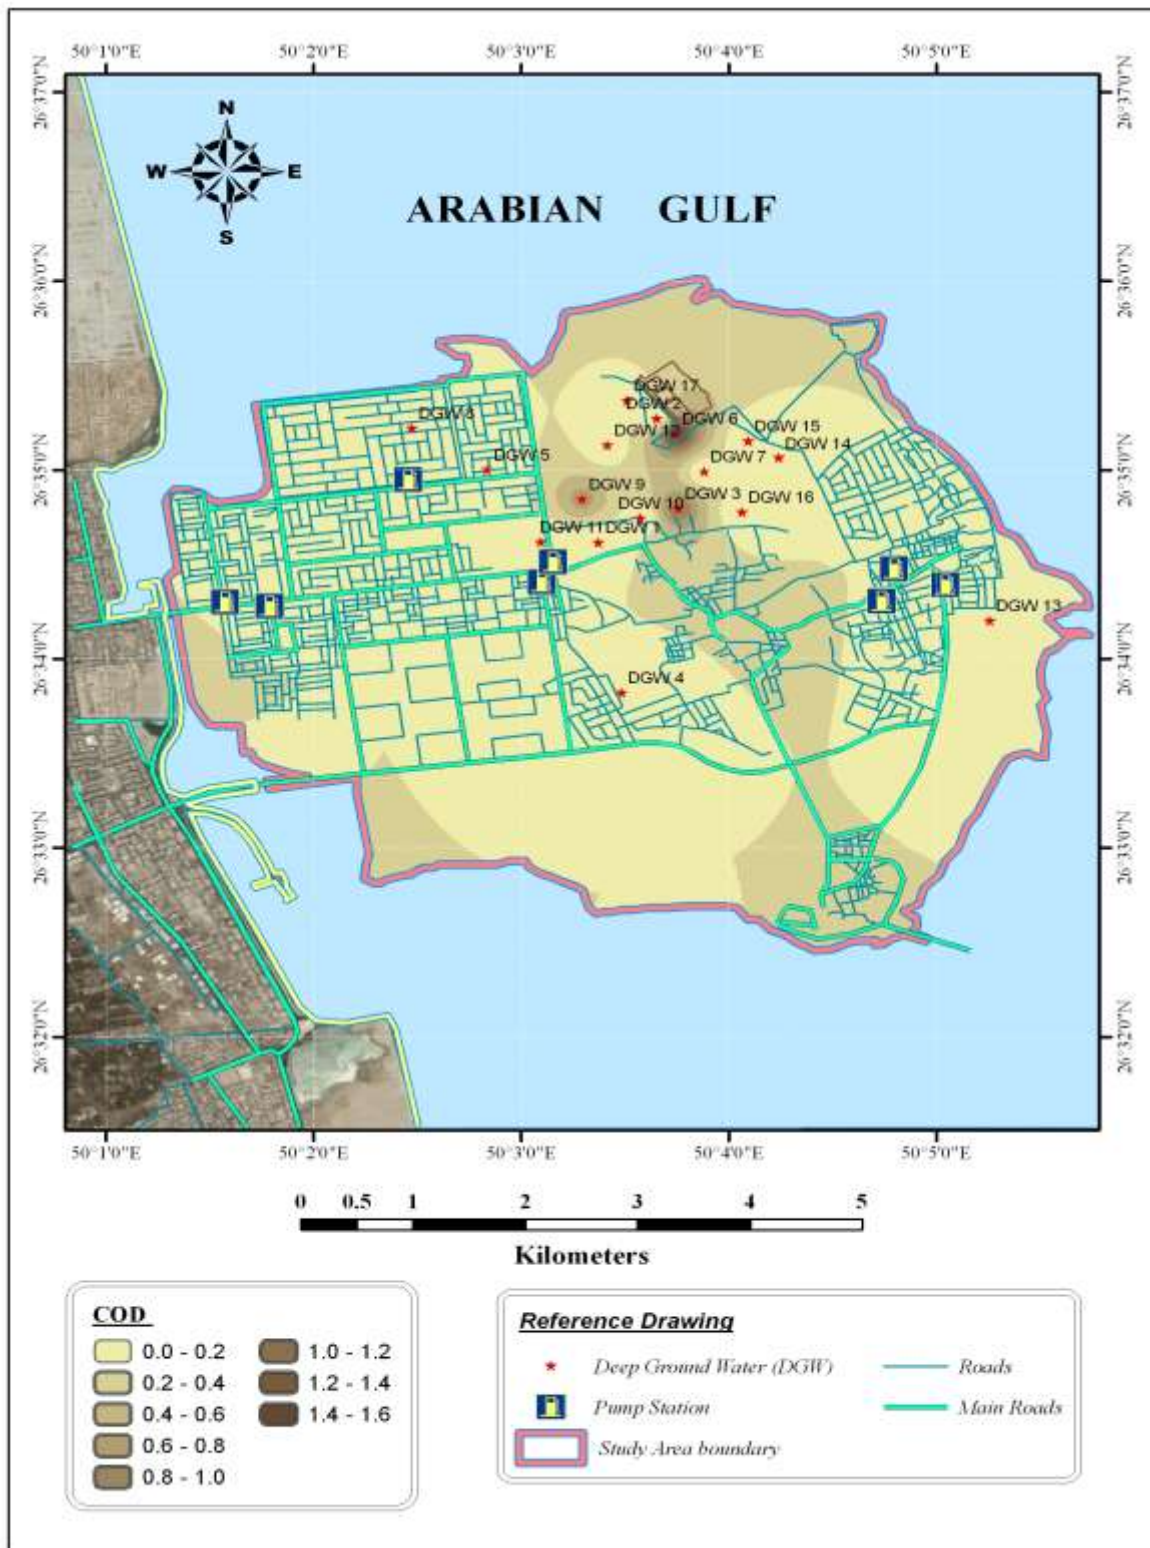 50°1'0"E 50°2'0"E 50°3'0"E 50°4'0"E 50°5'0"E
26°37'0"N 26°37'0"N
N
W E
S
ARABIAN GULF
26°36'0"N 26°36'0"N
DGW 17
DGW 2
DGW 6
DGW 12
DGW 15
DGW 14
DGW 5
DGW 7
26°35'0"N 26°35'0"N
DGW 9
DGW 3
DGW 16
DGW 10
DGW 11
DGW 1
DGW 13
26°34'0"N 26°34'0"N
DGW 4
26°33'0"N 26°33'0"N
26°32'0"N 26°32'0"N
50°1'0"E 50°2'0"E 50°3'0"E 50°4'0"E 50°5'0"E
0 0.5 1 2 3 4 5
Kilometers
COD
0.0 - 0.2
0.2 - 0.4
0.4 - 0.6
0.6 - 0.8
0.8 - 1.0
1.0 - 1.2
1.2 - 1.4
1.4 - 1.6
Reference Drawing
Deep Ground Water (DGW)
Pump Station
Study Area boundary
Roads
Main Roads